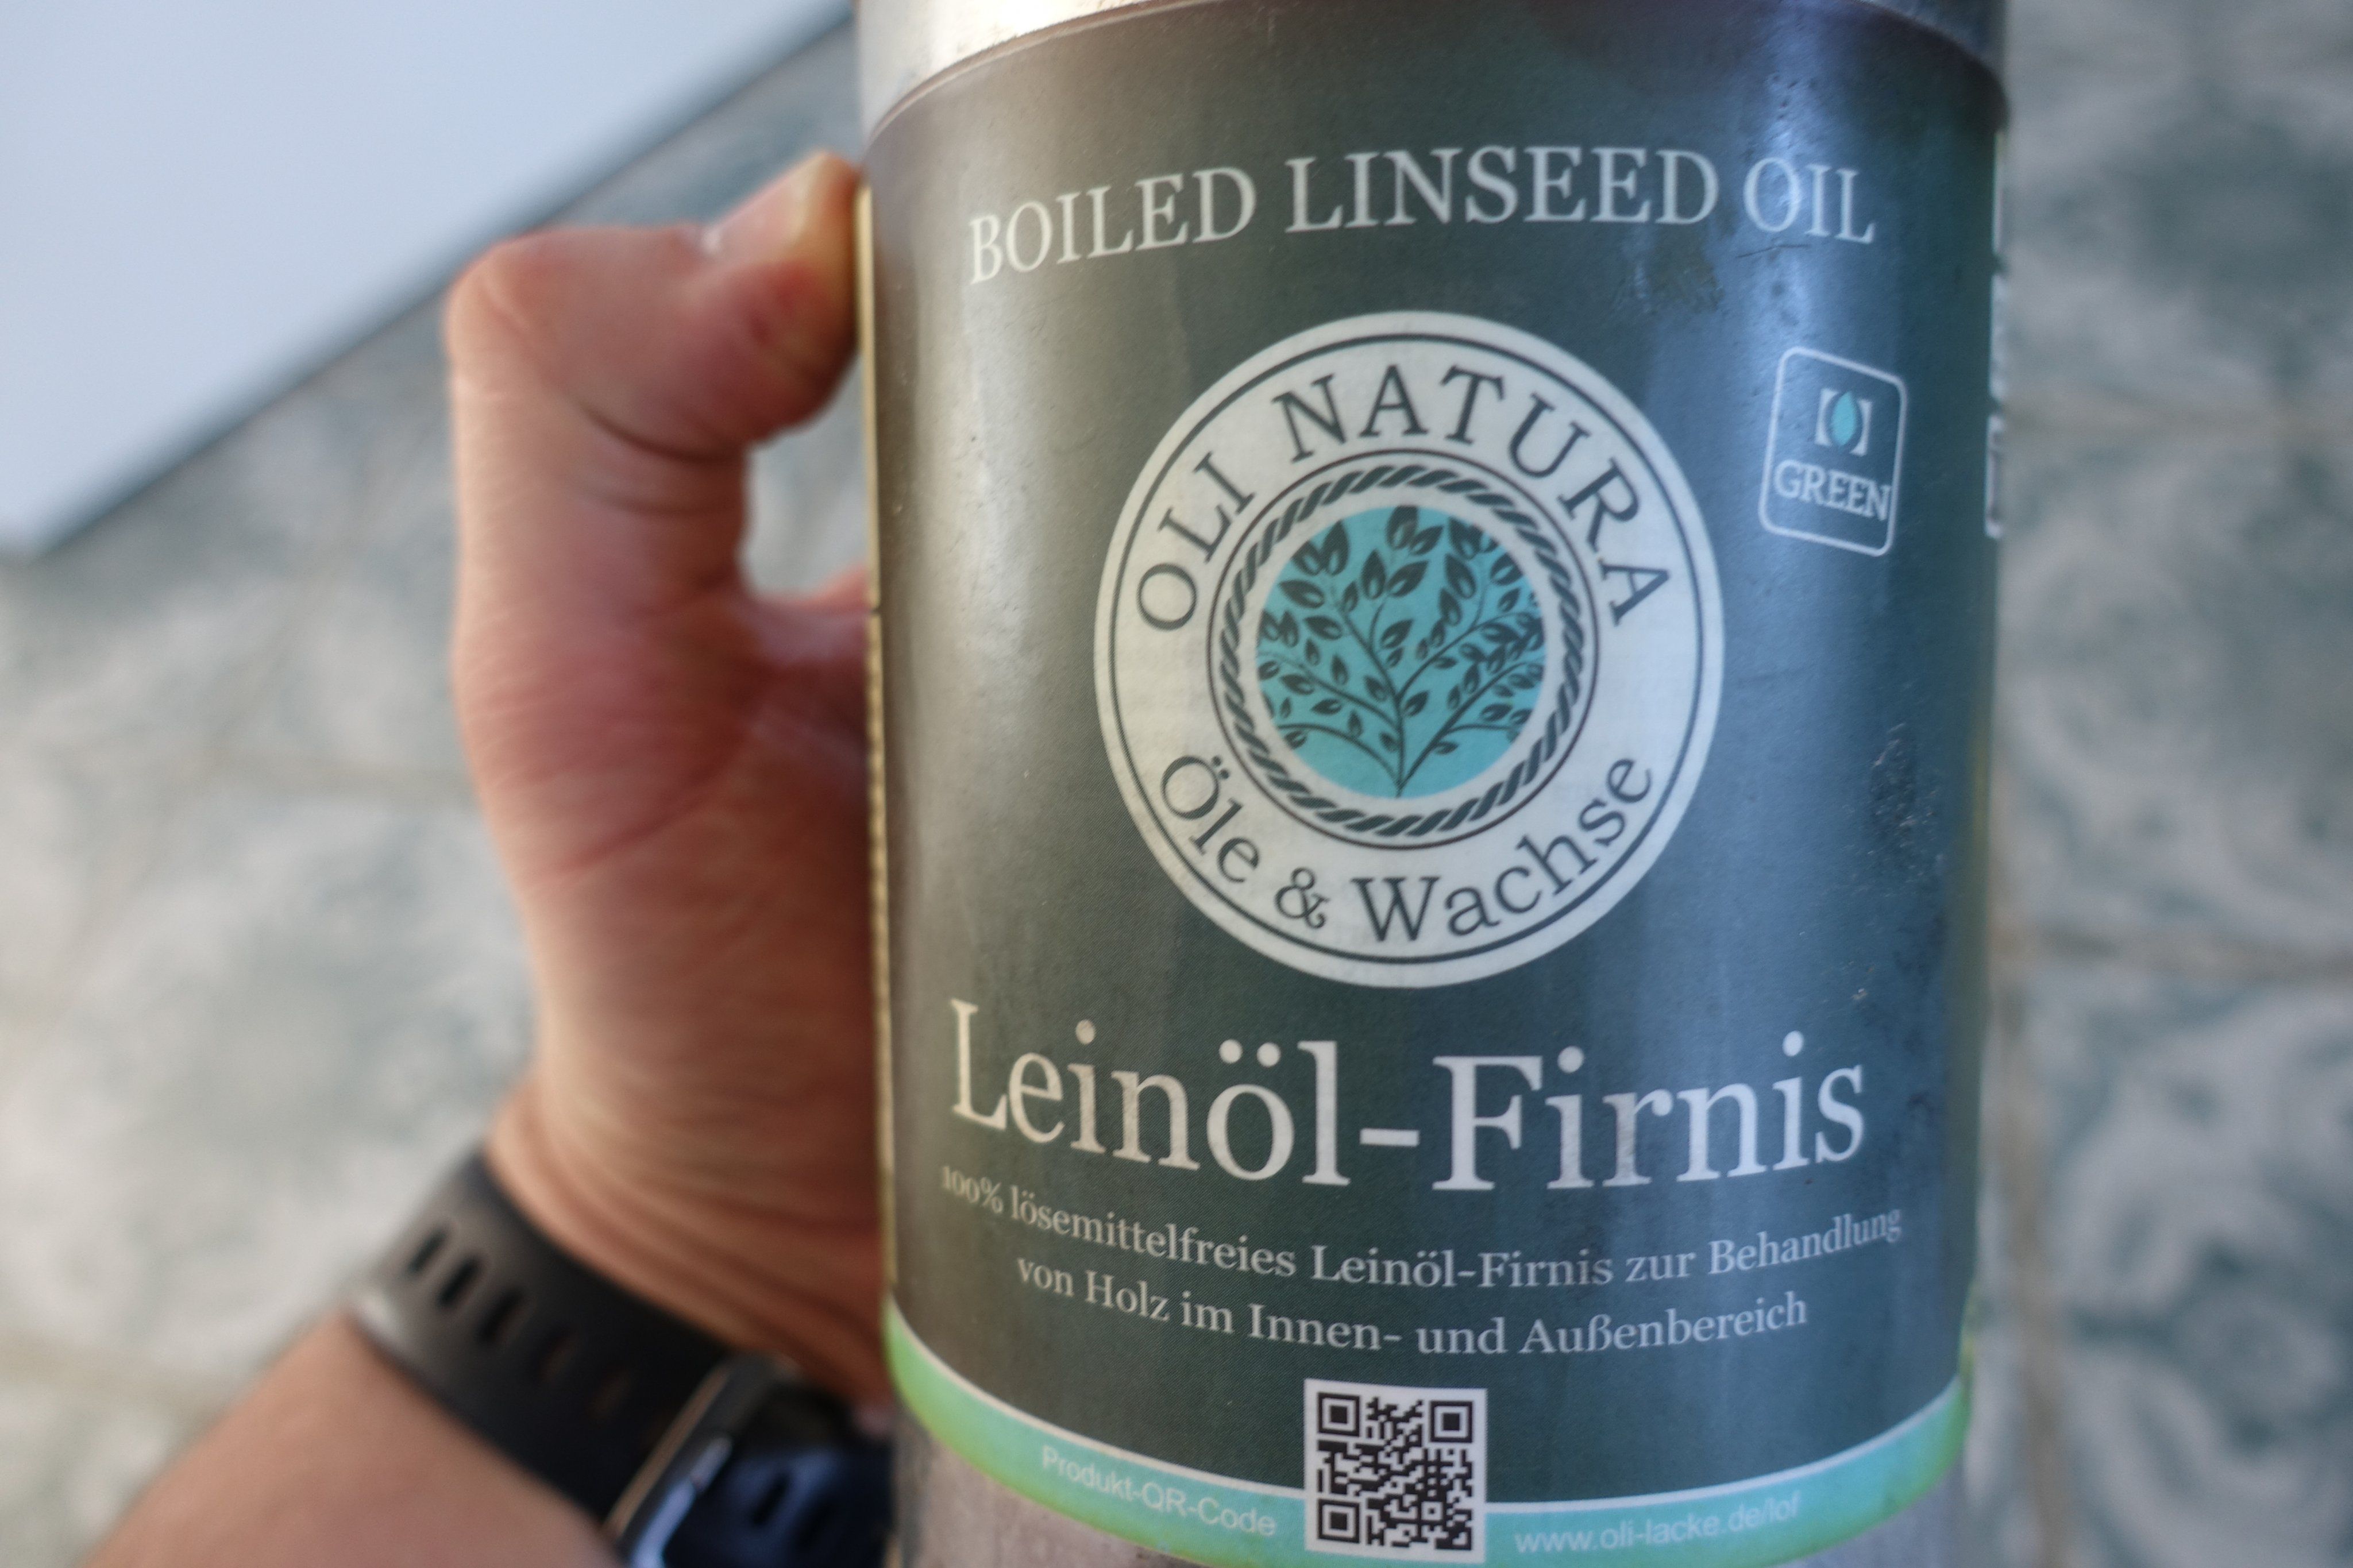 BOILED LINSEED OIL
OLI NATURA
GREEN
Öle & Wachse
Leinöl-Firnis
100% lösemittelfreies Leinöl-Firnis zur Behandlung
von Holz im Innen- und Außenbereich
Produkt-QR-Code
www.oli-lacke.de/lof